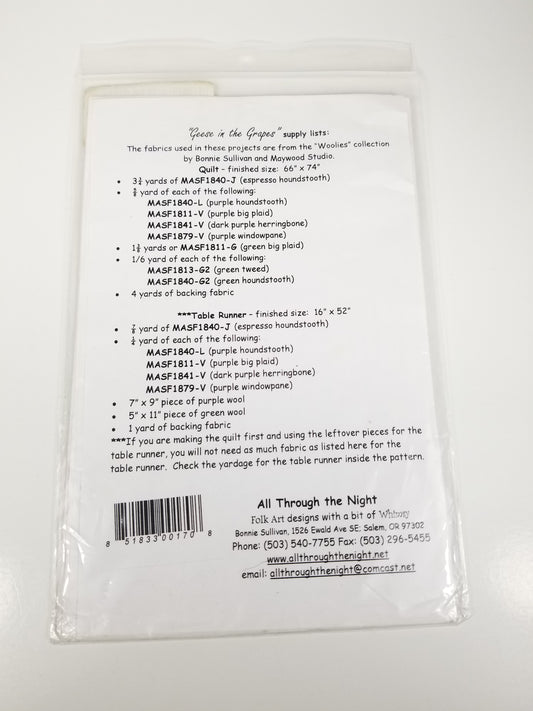 "Geese in the Grapes" supply lists:
The fabrics used in these projects are from the "Woolies" collection
by Bonnie Sullivan and Maywood Studio.
Quilt - finished size: 66" x 74"
• 3¾ yards of MASF1840-J (espresso houndstooth)
• ⅝ yard of each of the following:
MASF1840-L (purple houndstooth)
MASF1811-V (purple big plaid)
MASF1841-V (dark purple herringbone)
MASF1879-V (purple windowpane)
• 1⅜ yards or MASF1811-G (green big plaid)
• 1/6 yard of each of the following:
MASF1813-G2 (green tweed)
MASF1840-G2 (green houndstooth)
• 4 yards of backing fabric
***Table Runner - finished size: 16" x 52"
• ⅞ yard of MASF1840-J (espresso houndstooth)
• ¼ yard of each of the following:
MASF1840-L (purple houndstooth)
MASF1811-V (purple big plaid)
MASF1841-V (dark purple herringbone)
MASF1879-V (purple windowpane)
• 7" x 9" piece of purple wool
• 5" x 11" piece of green wool
• 1 yard of backing fabric
***If you are making the quilt first and using the leftover pieces for the
table runner, you will not need as much fabric as listed here for the
table runner. Check the yardage for the table runner inside the pattern.
8 51833 00170 8
All Through the Night
Folk Art designs with a bit of Whimsy
Bonnie Sullivan, 1526 Ewald Ave SE; Salem, OR 97302
Phone: (503) 540-7755 Fax: (503) 296-5455
www.allthroughthenight.net
email: allthroughthenight@comcast.net